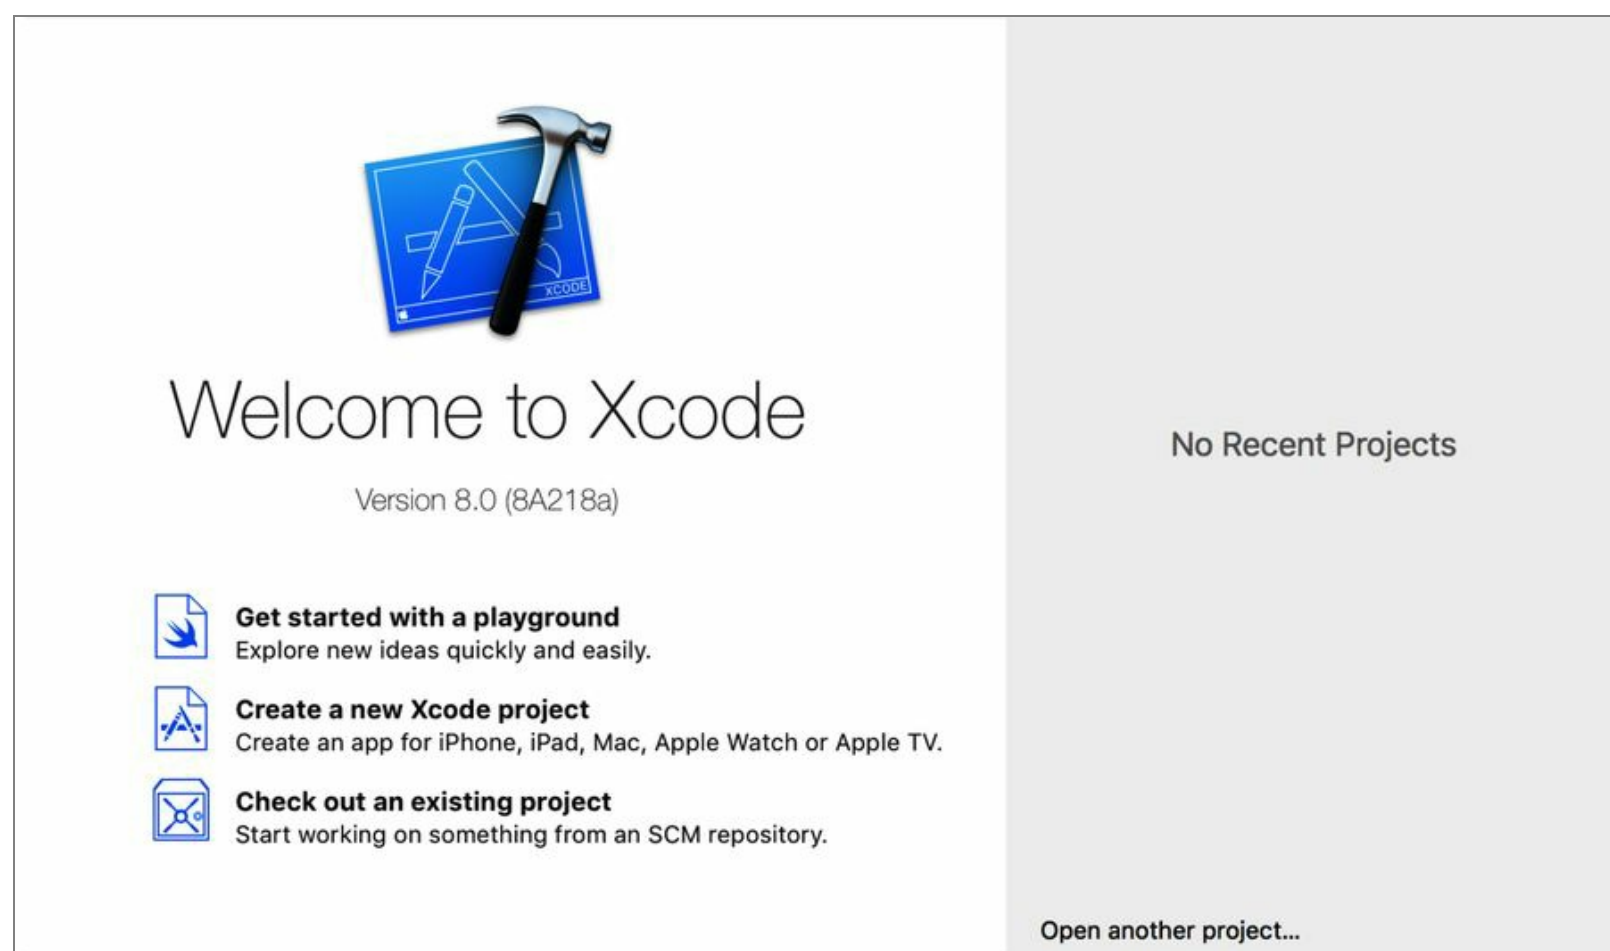 XCODE
Welcome to Xcode
Version 8.0 (8A218a)
Get started with a playground
Explore new ideas quickly and easily.
Create a new Xcode project
Create an app for iPhone, iPad, Mac, Apple Watch or Apple TV.
Check out an existing project
Start working on something from an SCM repository.
No Recent Projects
Open another project...